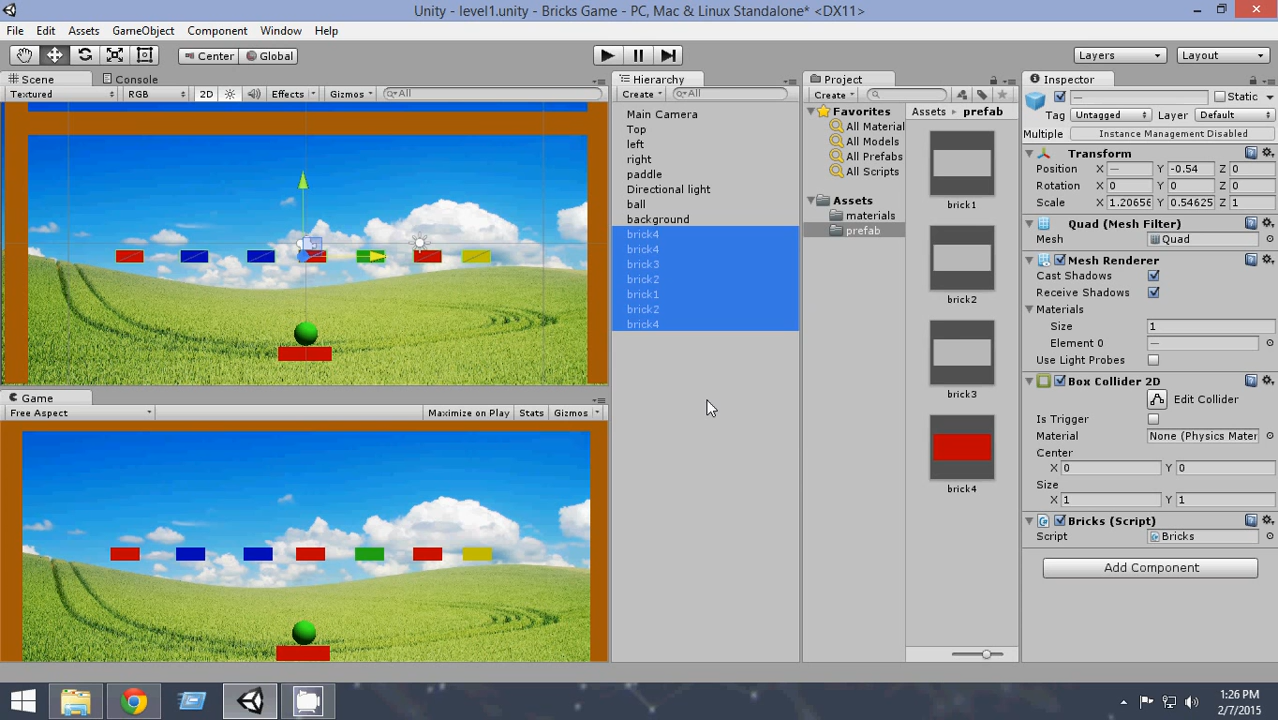 Unity - level1.unity - Bricks Game - PC, Mac & Linux Standalone* <DX11>
File Edit Assets GameObject Component Window Help
Center Global Layers Layout
Scene Console
Textured RGB 2D Effects Gizmos All
Game
Free Aspect Maximize on Play Stats Gizmos
Hierarchy
Create All
Main Camera
Top
left
right
paddle
Directional light
ball
background
brick4
brick4
brick3
brick2
brick1
brick2
brick4
Project
Create
Favorites
All Material
All Models
All Prefabs
All Scripts
Assets
materials
prefab
Assets prefab
brick1
brick2
brick3
brick4
Inspector
— Static
Tag Untagged Layer Default
Multiple Instance Management Disabled
Transform
Position X — Y -0.54 Z 0
Rotation X 0 Y 0 Z 0
Scale X 1.20656 Y 0.54625 Z 1
Quad (Mesh Filter)
Mesh Quad
Mesh Renderer
Cast Shadows
Receive Shadows
Materials
Size 1
Element 0 —
Use Light Probes
Box Collider 2D
Edit Collider
Is Trigger
Material None (Physics Mater
Center
X 0 Y 0
Size
X 1 Y 1
Bricks (Script)
Script Bricks
Add Component
1:26 PM
2/7/2015